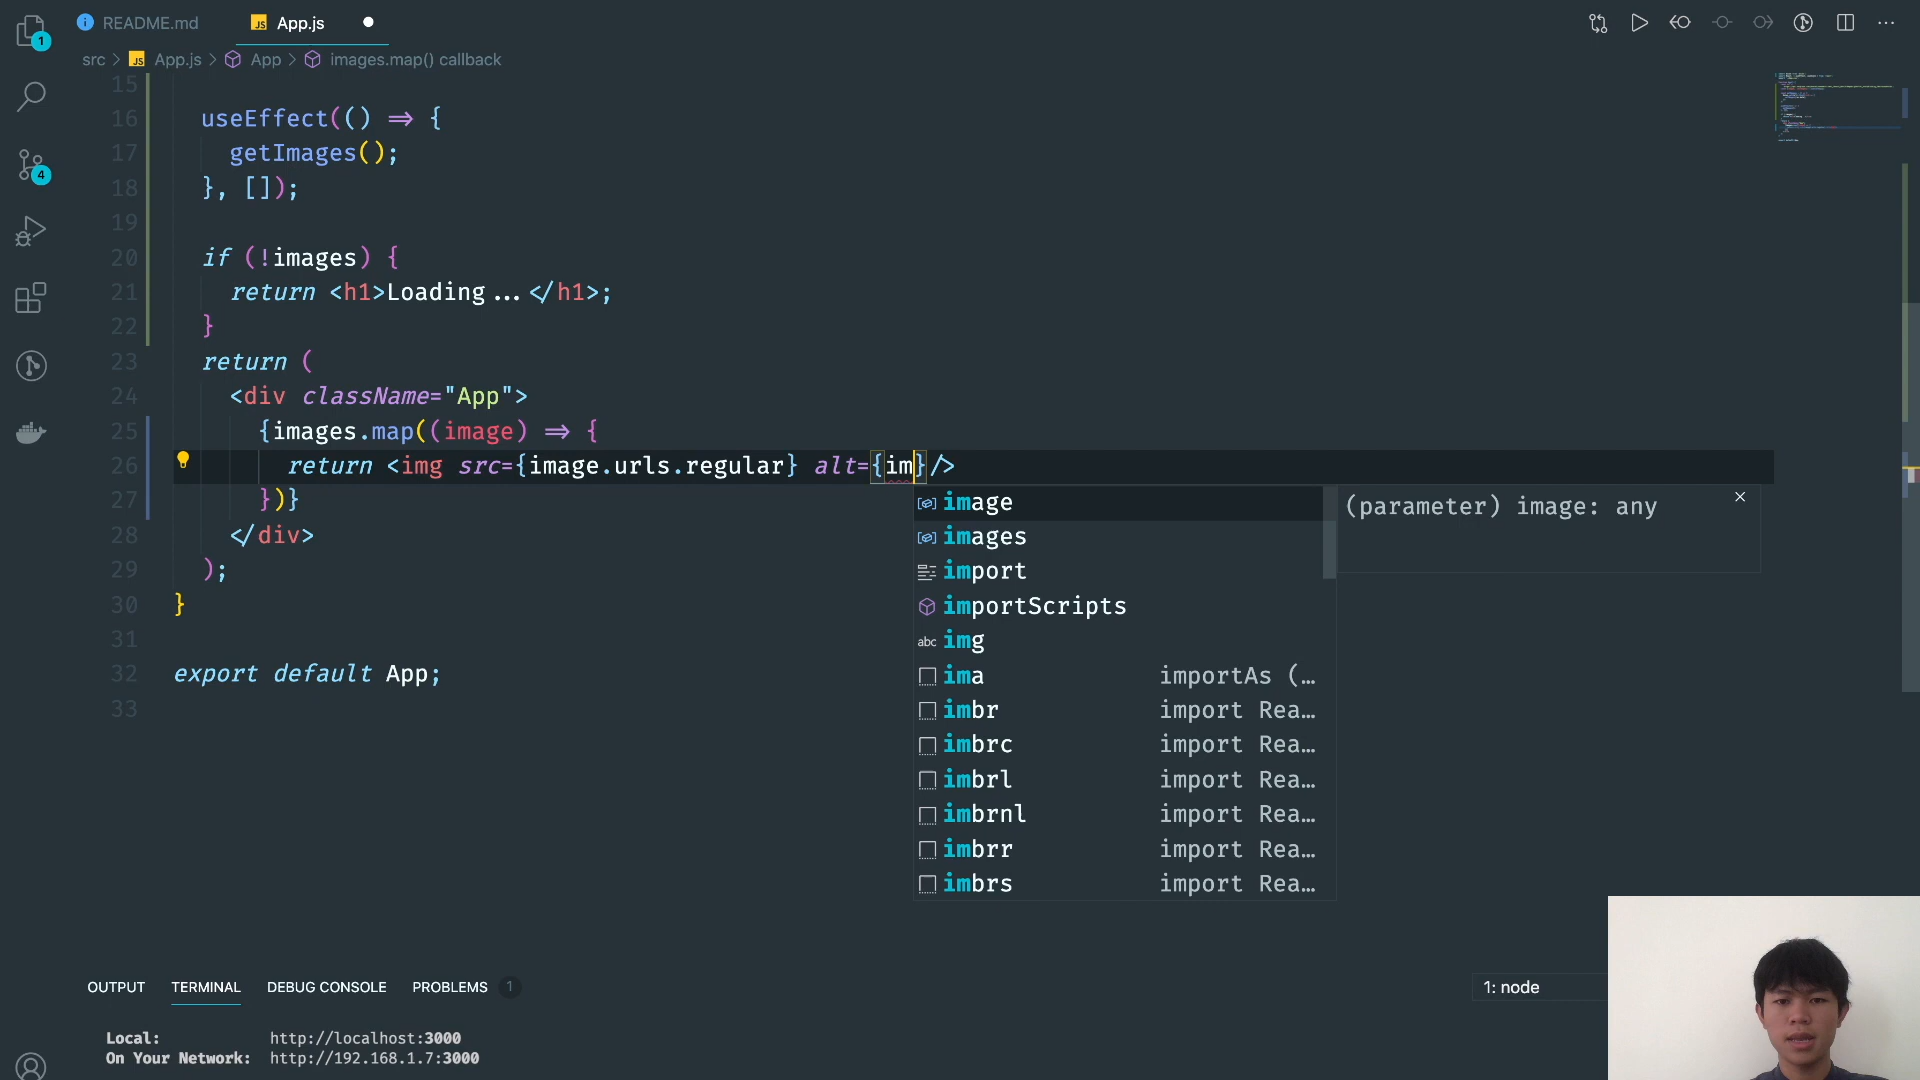 README.md
JS App.js
1
src > JS App.js > App > images.map() callback
15
16 useEffect(() => {
17 getImages();
4
18 }, []);
19
20 if (!images) {
21 return <h1>Loading...</h1>;
22 }
23 return (
24 <div className="App">
25 {images.map((image) => {
26 return <img src={image.urls.regular} alt={im}/>
27 })}
28 </div>
29 );
30 }
31
32 export default App;
33
image
(parameter) image: any
images
import
importScripts
abc img
ima importAs (…
imbr import Rea…
imbrc import Rea…
imbrl import Rea…
imbrnl import Rea…
imbrr import Rea…
imbrs import Rea…
OUTPUT TERMINAL DEBUG CONSOLE PROBLEMS 1
1: node
Local: http://localhost:3000
On Your Network: http://192.168.1.7:3000